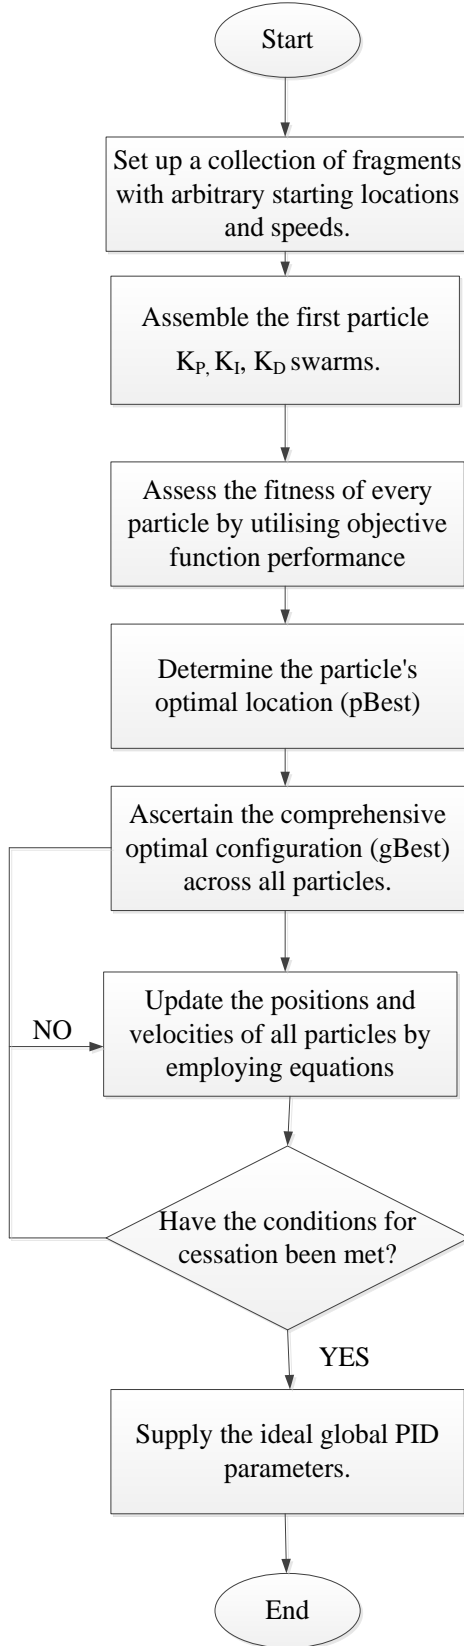 Start
Set up a collection of fragments
with arbitrary starting locations
and speeds.
Assemble the first particle
KP, KI, KD swarms.
Assess the fitness of every
particle by utilising objective
function performance
Determine the particle's
optimal location (pBest)
Ascertain the comprehensive
optimal configuration (gBest)
across all particles.
NO
Update the positions and
velocities of all particles by
employing equations
Have the conditions for
cessation been met?
YES
Supply the ideal global PID
parameters.
End